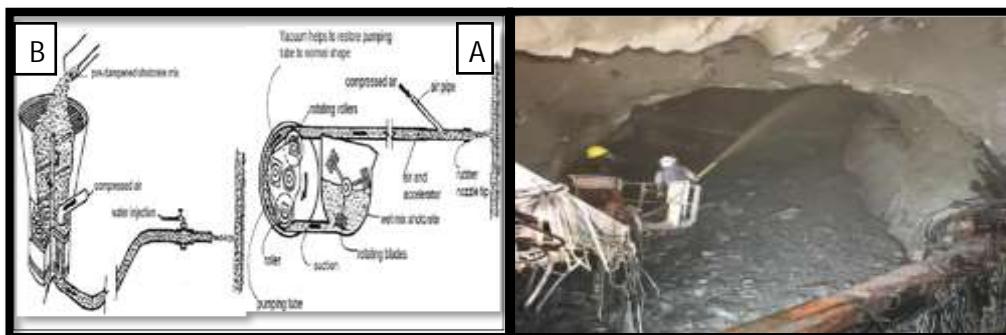 B
pre-dampened shotcrete mix
compressed air
water injection
A
Vacuum helps to restore pumping
tube to normal shape
compressed air
air pipe
rotating rollers
air and
accelerator
rubber
nozzle tip
wet mix shotcrete
rotating blades
roller
suction
pumping tube